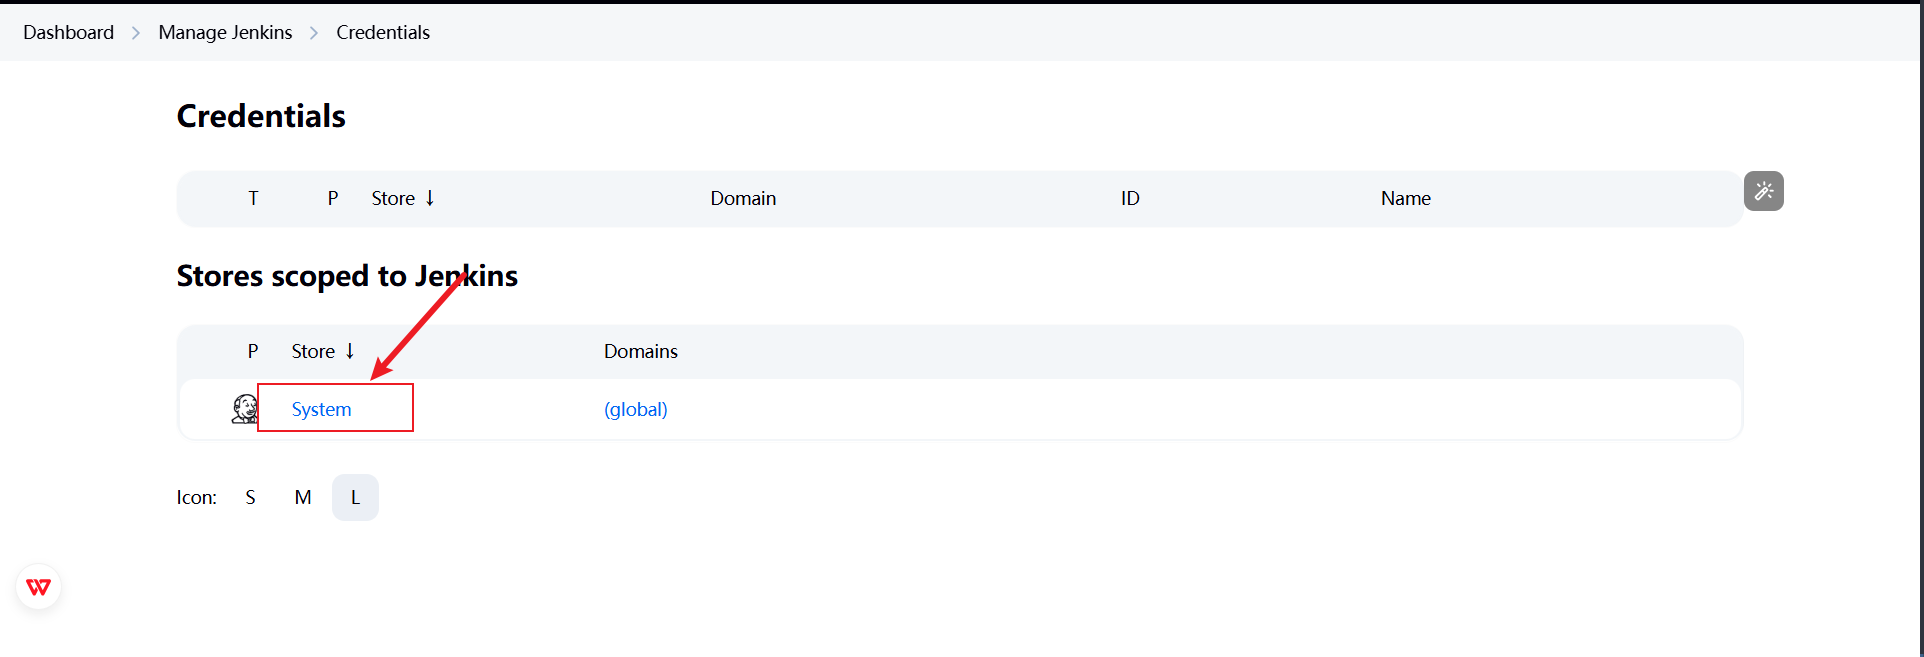 Dashboard > Manage Jenkins > Credentials
Credentials
T P Store ↓ Domain ID Name
Stores scoped to Jenkins
P Store ↓ Domains
System (global)
Icon: S M L